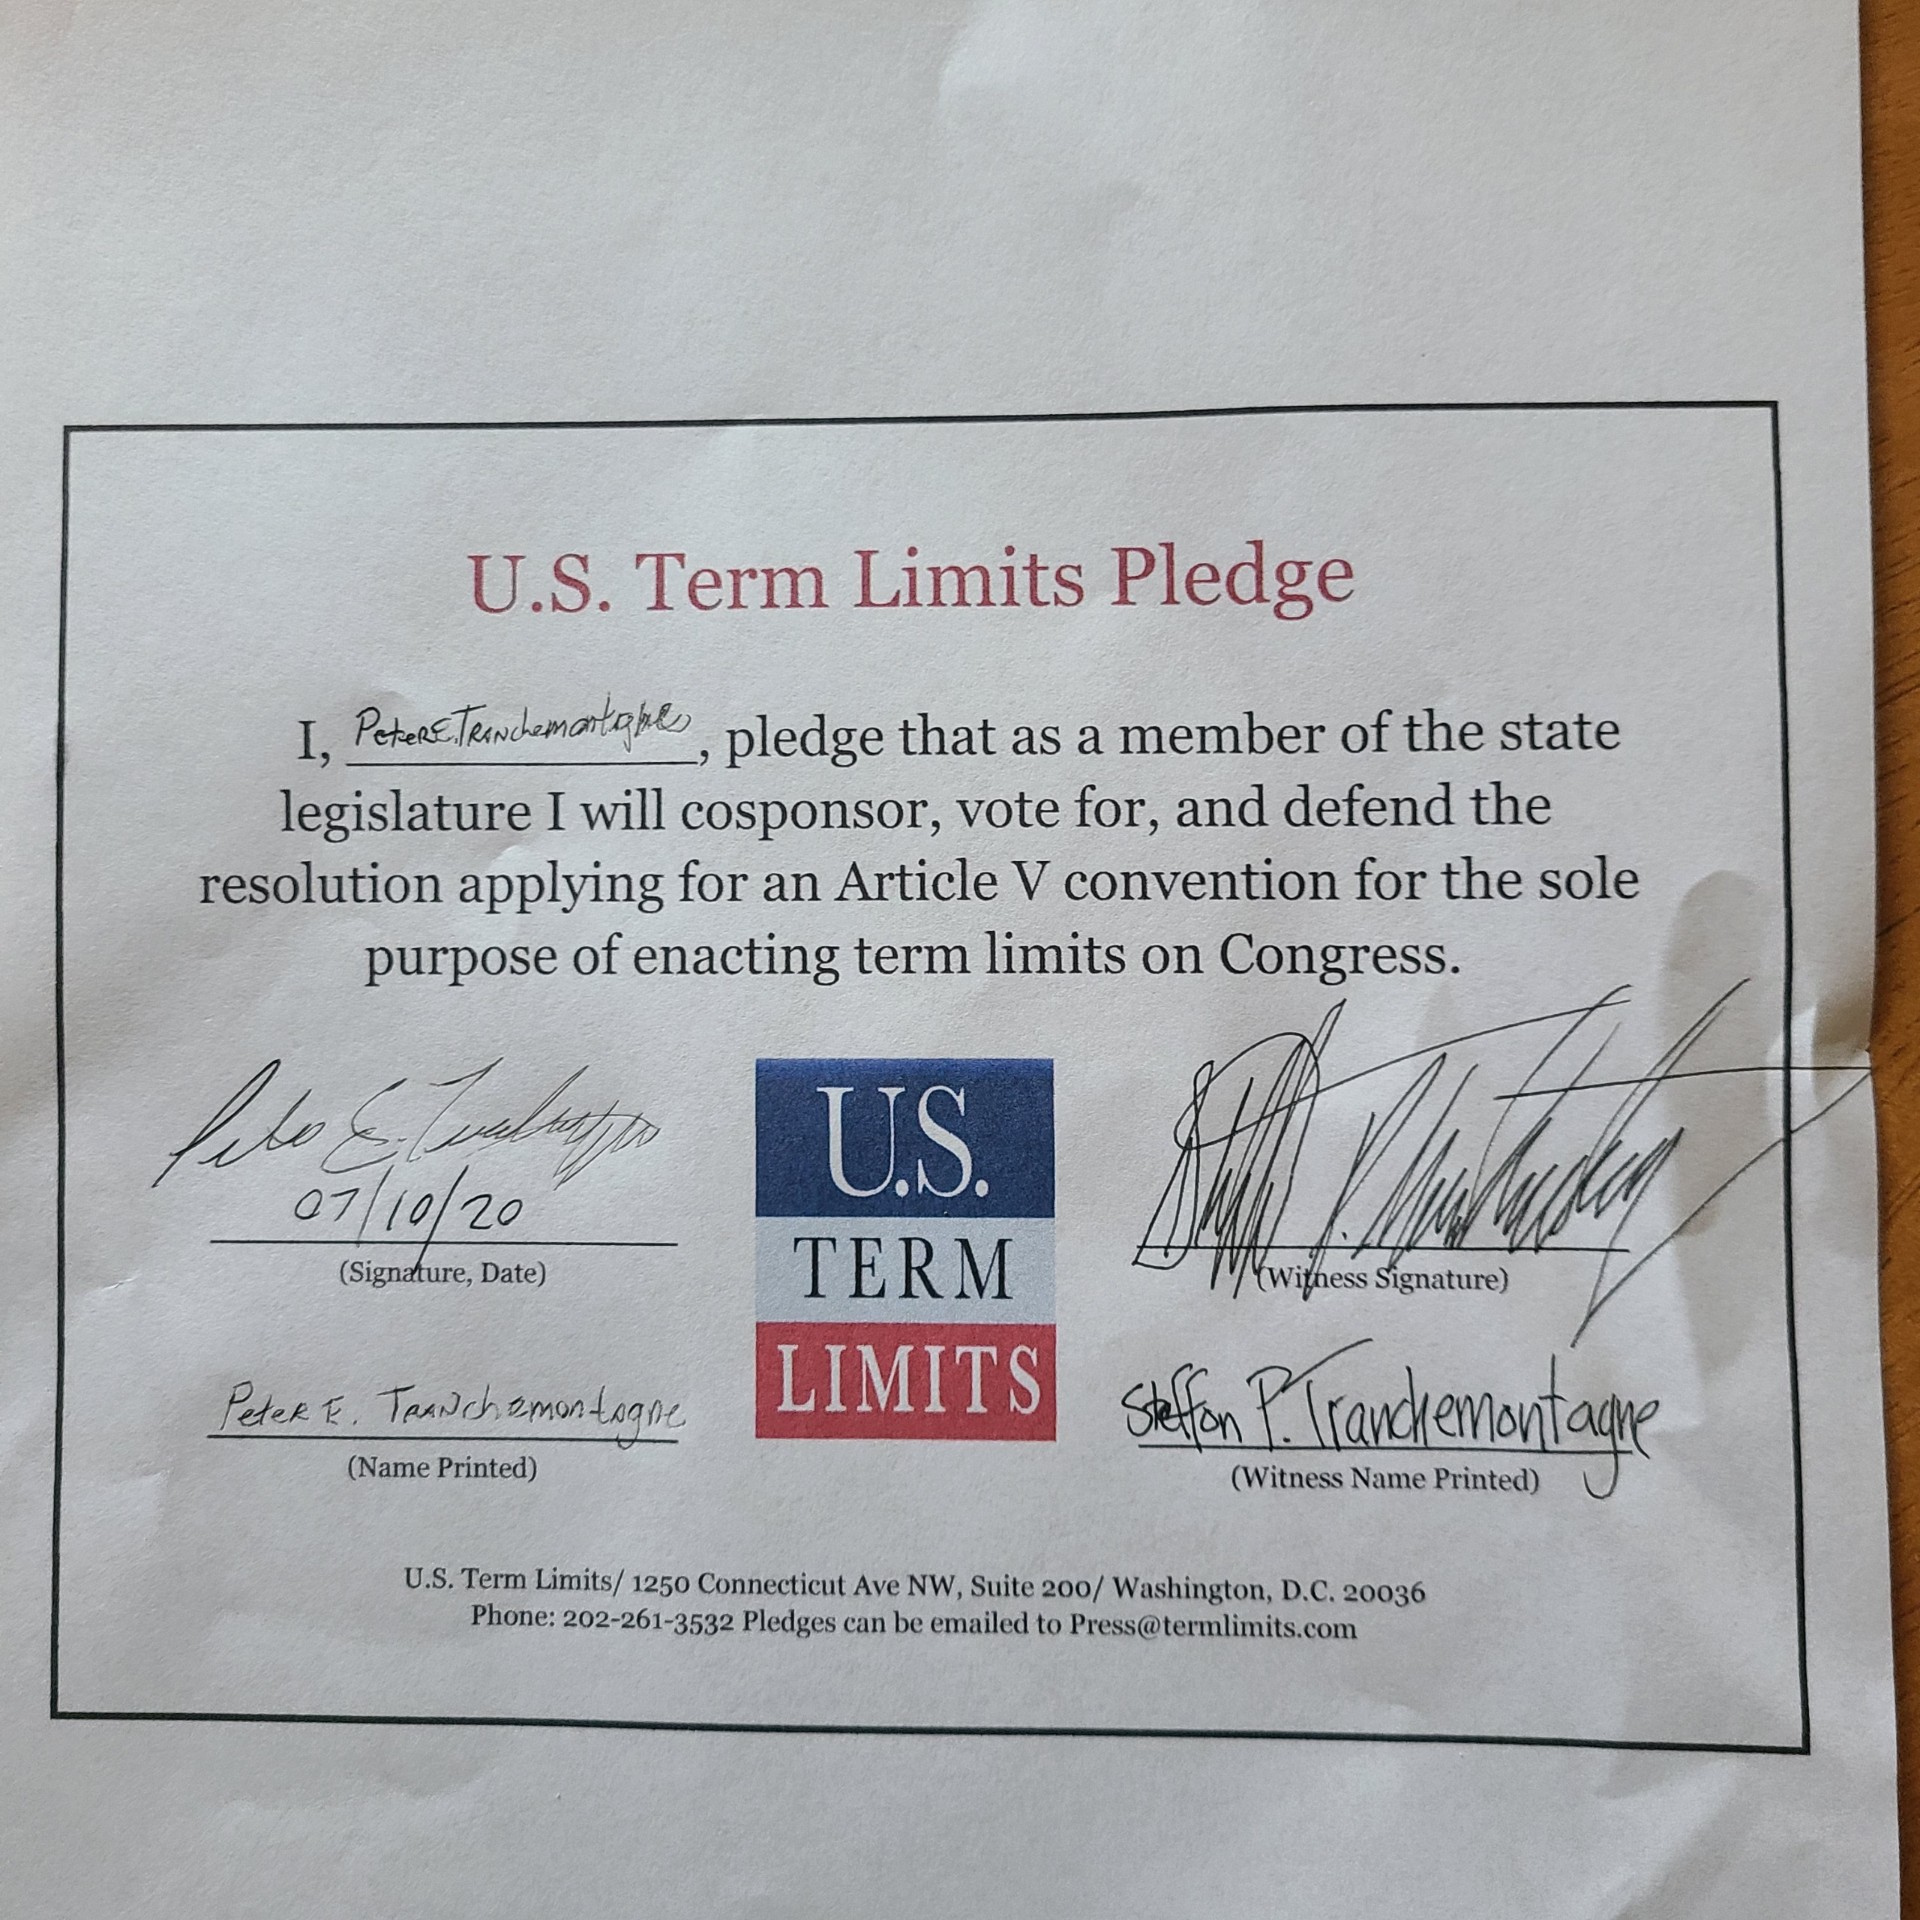 U.S. Term Limits Pledge
I, Peter E. Tranchemontagne, pledge that as a member of the state
legislature I will cosponsor, vote for, and defend the
resolution applying for an Article V convention for the sole
purpose of enacting term limits on Congress.
07/10/20
(Signature, Date)
Peter E. Tranchemontagne
(Name Printed)
U.S.
TERM
LIMITS
(Witness Signature)
Steffon P. Tranchemontagne
(Witness Name Printed)
U.S. Term Limits/ 1250 Connecticut Ave NW, Suite 200/ Washington, D.C. 20036
Phone: 202-261-3532 Pledges can be emailed to Press@termlimits.com